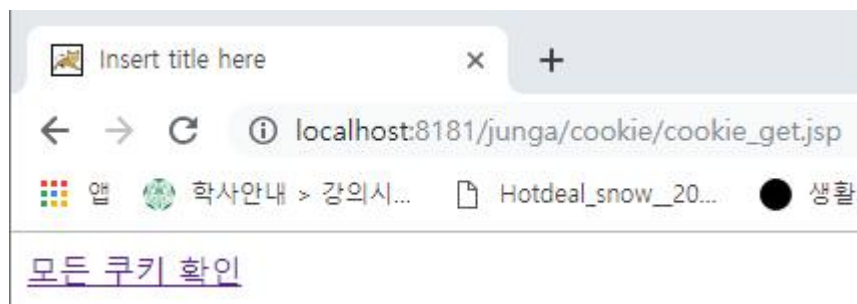 Insert title here
localhost:8181/junga/cookie/cookie_get.jsp
앱 학사안내 > 강의시... Hotdeal_snow__20... 생활
모든 쿠키 확인